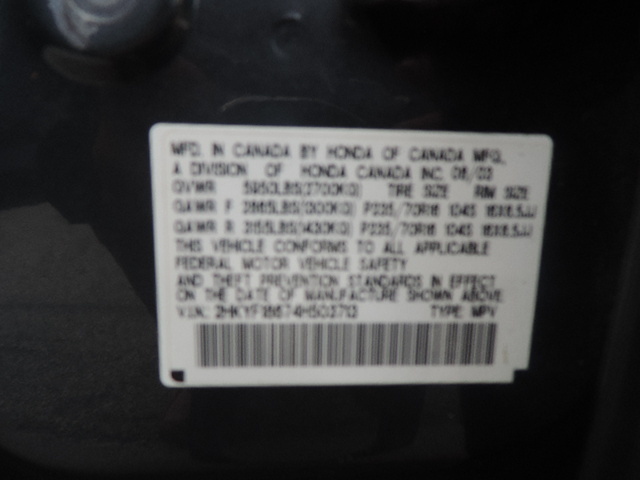 MFD. IN CANADA BY HONDA OF CANADA MFG.,
A DIVISION OF HONDA CANADA INC. 08/03
GVWR 5950LBS(2700KG) TIRE SIZE RIM SIZE
GAWR F 2865LBS(1300KG) P235/70R16 104S 16X6.5JJ
GAWR R 3155LBS(1430KG) P235/70R16 104S 16X6.5JJ
THIS VEHICLE CONFORMS TO ALL APPLICABLE
FEDERAL MOTOR VEHICLE SAFETY
AND THEFT PREVENTION STANDARDS IN EFFECT
ON THE DATE OF MANUFACTURE SHOWN ABOVE.
V.I.N.: TYPE: MPV